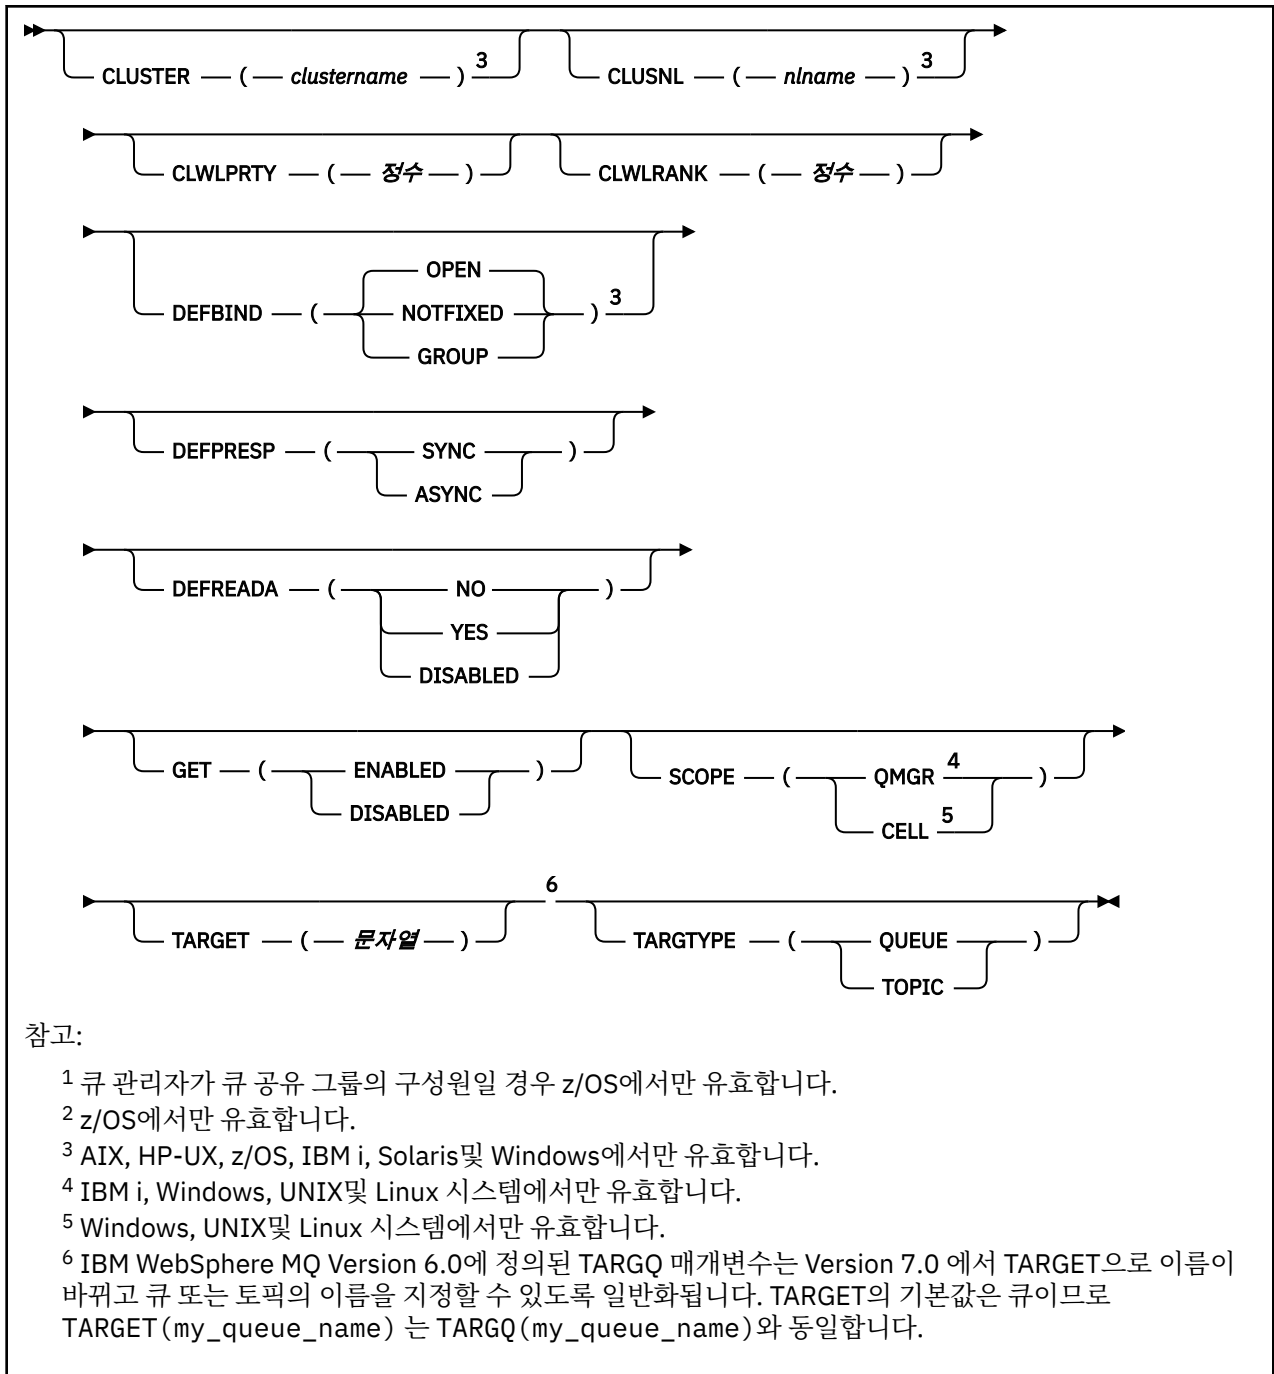 CLUSTER ( clustername ) 3 CLUSNL ( nlname ) 3
CLWLPRTY ( 정수 ) CLWLRANK ( 정수 )
OPEN
DEFBIND ( NOTFIXED ) 3
GROUP
DEFPRESP ( SYNC )
ASYNC
DEFREADA ( NO )
YES
DISABLED
GET ( ENABLED ) SCOPE ( QMGR 4 )
DISABLED CELL 5
6
TARGET ( 문자열 ) TARGTYPE ( QUEUE )
TOPIC
참고:
1 큐 관리자가 큐 공유 그룹의 구성원일 경우 z/OS에서만 유효합니다.
2 z/OS에서만 유효합니다.
3 AIX, HP-UX, z/OS, IBM i, Solaris및 Windows에서만 유효합니다.
4 IBM i, Windows, UNIX및 Linux 시스템에서만 유효합니다.
5 Windows, UNIX및 Linux 시스템에서만 유효합니다.
6 IBM WebSphere MQ Version 6.0에 정의된 TARGQ 매개변수는 Version 7.0 에서 TARGET으로 이름이
바뀌고 큐 또는 토픽의 이름을 지정할 수 있도록 일반화됩니다. TARGET의 기본값은 큐이므로
TARGET(my_queue_name) 는 TARGQ(my_queue_name)와 동일합니다.